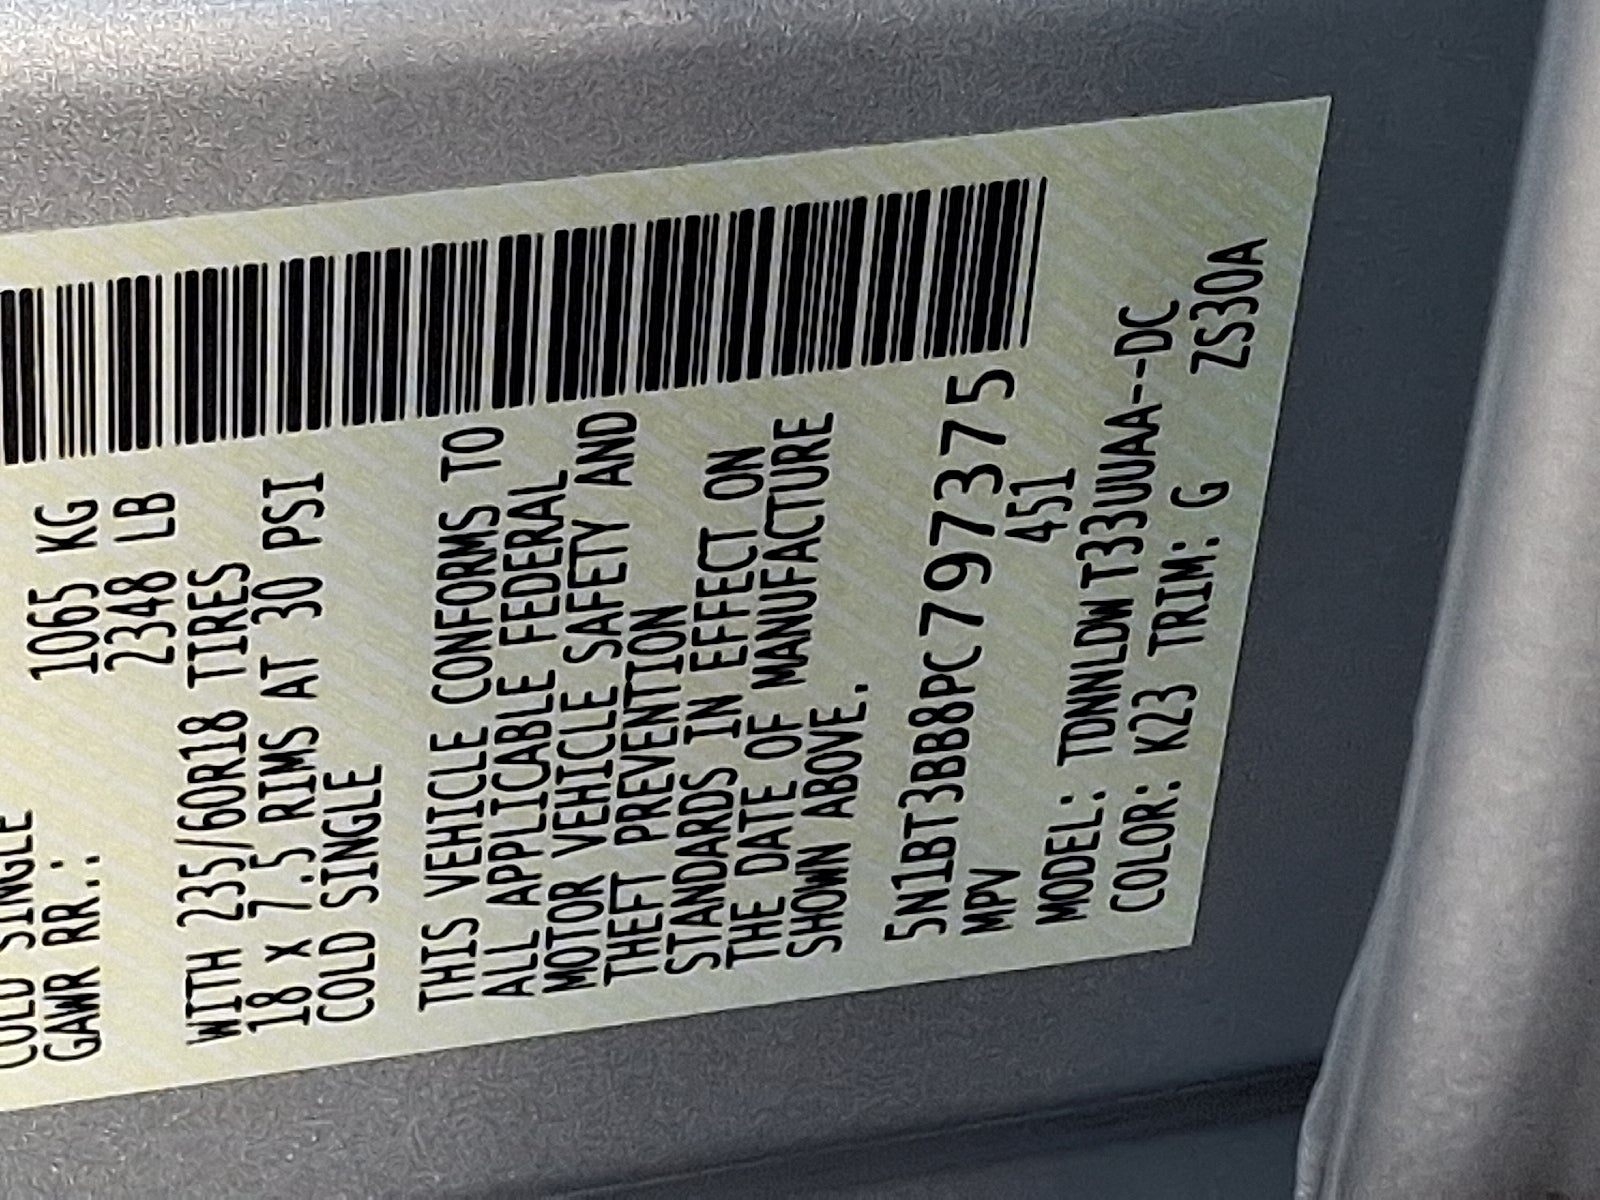 COLD SINGLE
GAWR RR.: 1065 KG
2348 LB
WITH 235/60R18 TIRES
18 x 7.5 RIMS AT 30 PSI
COLD SINGLE
THIS VEHICLE CONFORMS TO
ALL APPLICABLE FEDERAL
MOTOR VEHICLE SAFETY AND
THEFT PREVENTION
STANDARDS IN EFFECT ON
THE DATE OF MANUFACTURE
SHOWN ABOVE.
5N1BT3BB8PC797375
MPV 451
MODEL: TDNNLDWT33UUAA--DC
COLOR: K23 TRIM: G ZS30A